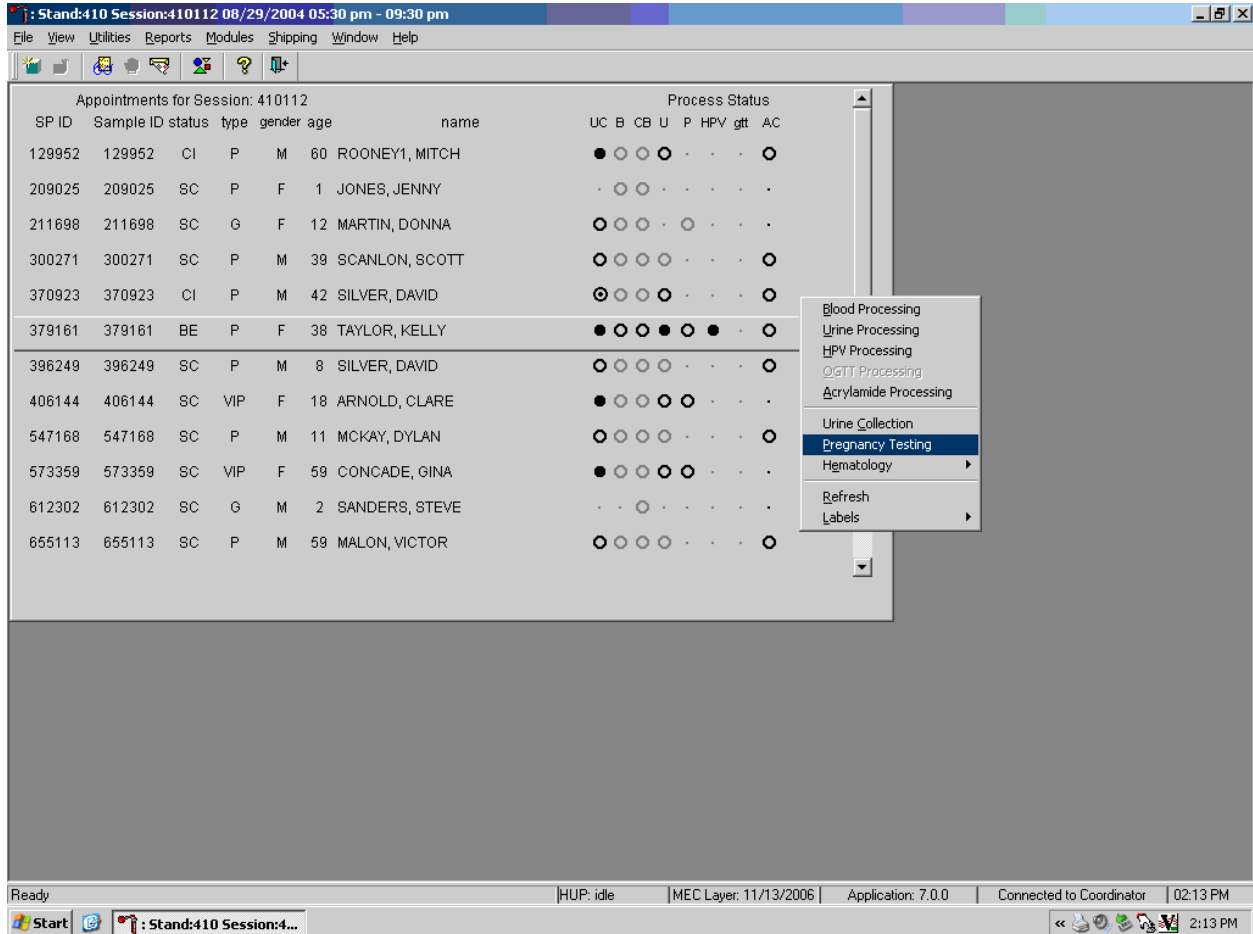 : Stand:410 Session:410112 08/29/2004 05:30 pm - 09:30 pm
File View Utilities Reports Modules Shipping Window Help
Appointments for Session: 410112 Process Status
SP ID Sample ID status type gender age name UC B CB U P HPV gtt AC
129952 129952 CI P M 60 ROONEY1, MITCH
209025 209025 SC P F 1 JONES, JENNY
211698 211698 SC G F 12 MARTIN, DONNA
300271 300271 SC P M 39 SCANLON, SCOTT
370923 370923 CI P M 42 SILVER, DAVID
379161 379161 BE P F 38 TAYLOR, KELLY
396249 396249 SC P M 8 SILVER, DAVID
406144 406144 SC VIP F 18 ARNOLD, CLARE
547168 547168 SC P M 11 MCKAY, DYLAN
573359 573359 SC VIP F 59 CONCADE, GINA
612302 612302 SC G M 2 SANDERS, STEVE
655113 655113 SC P M 59 MALON, VICTOR
Blood Processing
Urine Processing
HPV Processing
OGTT Processing
Acrylamide Processing
Urine Collection
Pregnancy Testing
Hematology
Refresh
Labels
Ready HUP: idle MEC Layer: 11/13/2006 Application: 7.0.0 Connected to Coordinator 02:13 PM
Start : Stand:410 Session:4... « 2:13 PM